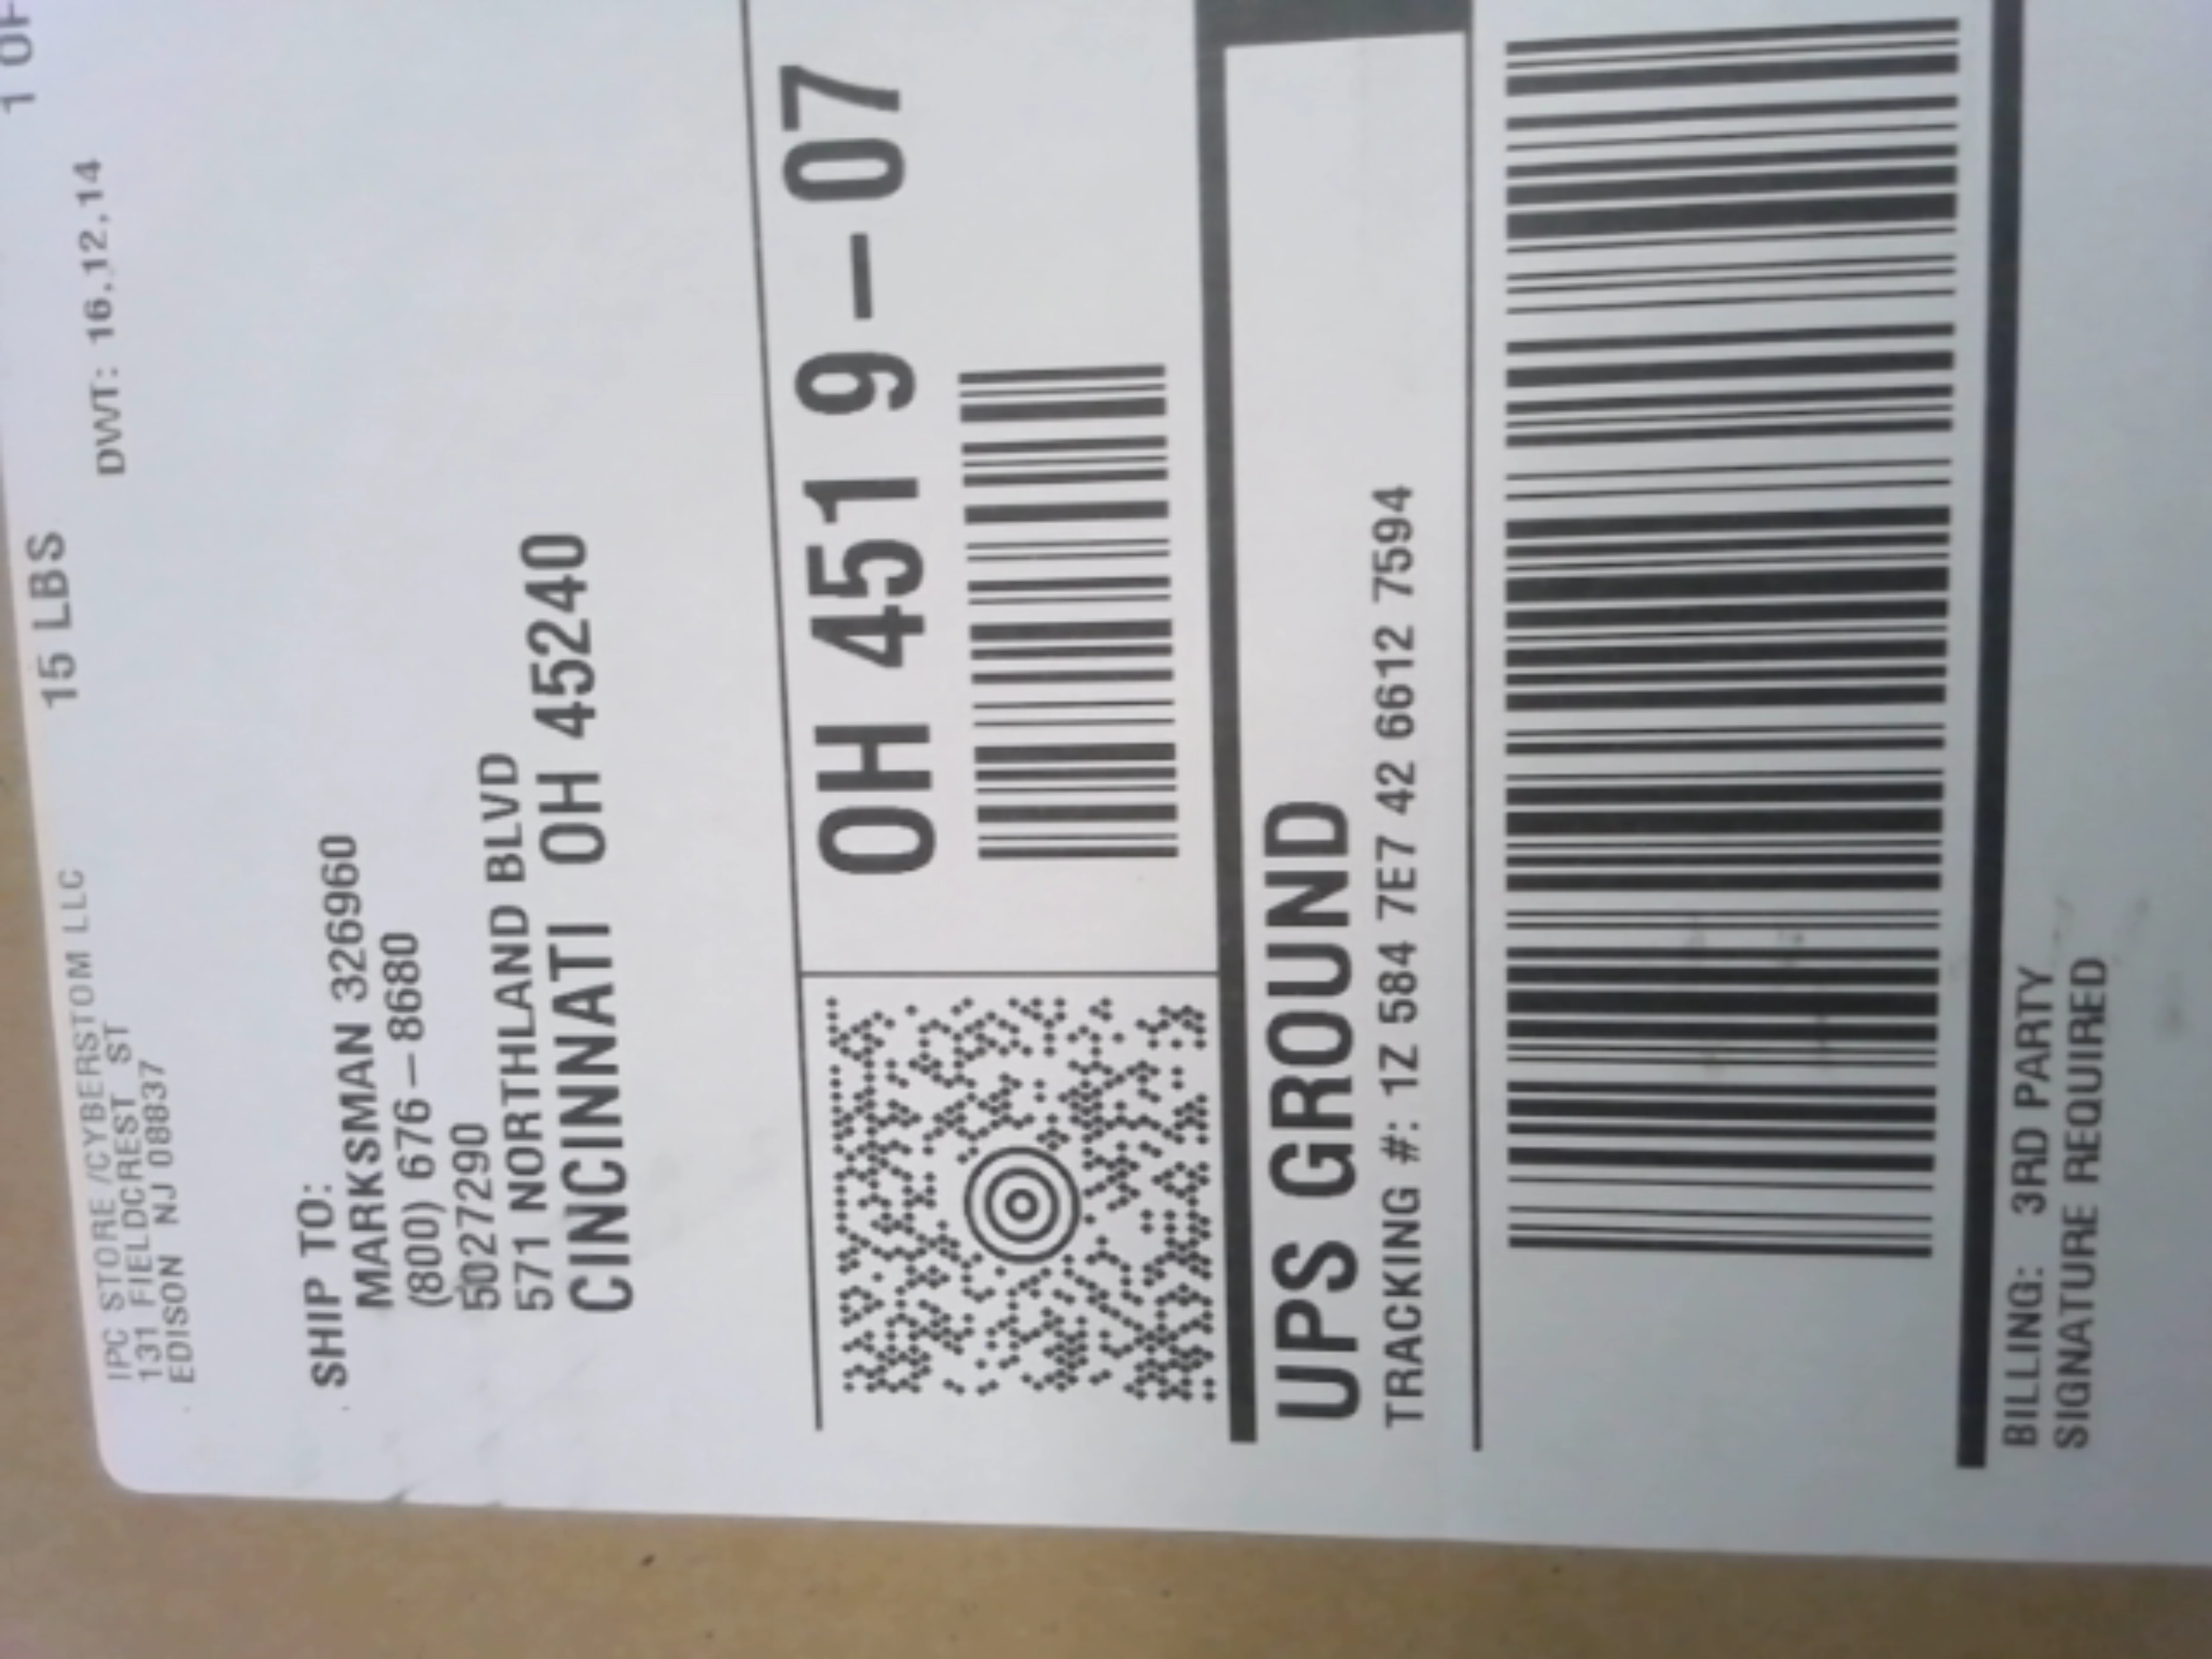 IPC STORE /CYBERSTOM LLC
131 FIELDCREST ST
EDISON NJ 08837
15 LBS
1 OF
DWT: 16,12,14
SHIP TO:
MARKSMAN 326960
(800) 676-8680
50277290
571 NORTHLAND BLVD
CINCINNATI OH 45240
OH 451 9-07
UPS GROUND
TRACKING #: 1Z 584 7E7 42 6612 7594
BILLING: 3RD PARTY
SIGNATURE REQUIRED